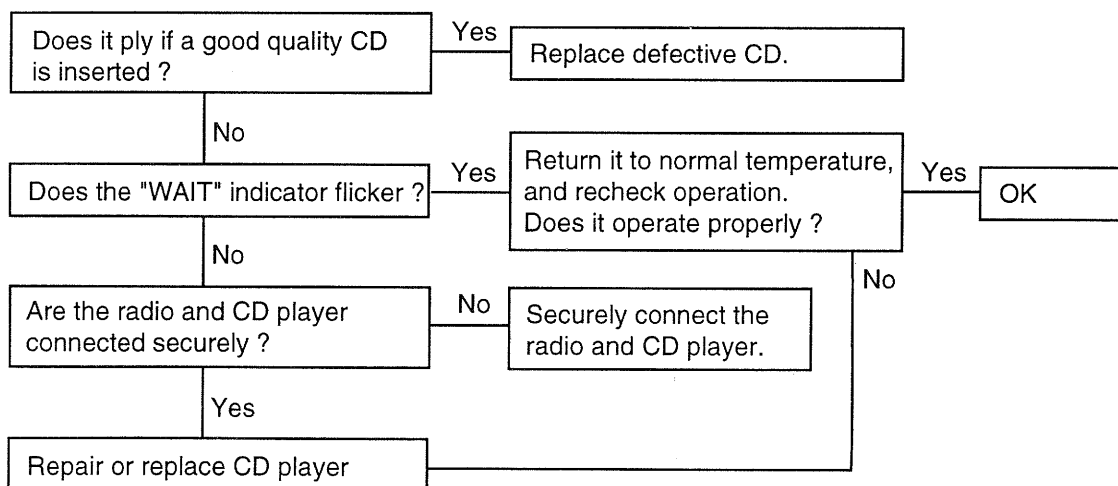 Does it ply if a good quality CD
is inserted ?
Yes
Replace defective CD.
No
Does the "WAIT" indicator flicker ?
Yes
Return it to normal temperature,
and recheck operation.
Does it operate properly ?
Yes
OK
No
No
Are the radio and CD player
connected securely ?
No
Securely connect the
radio and CD player.
Yes
Repair or replace CD player